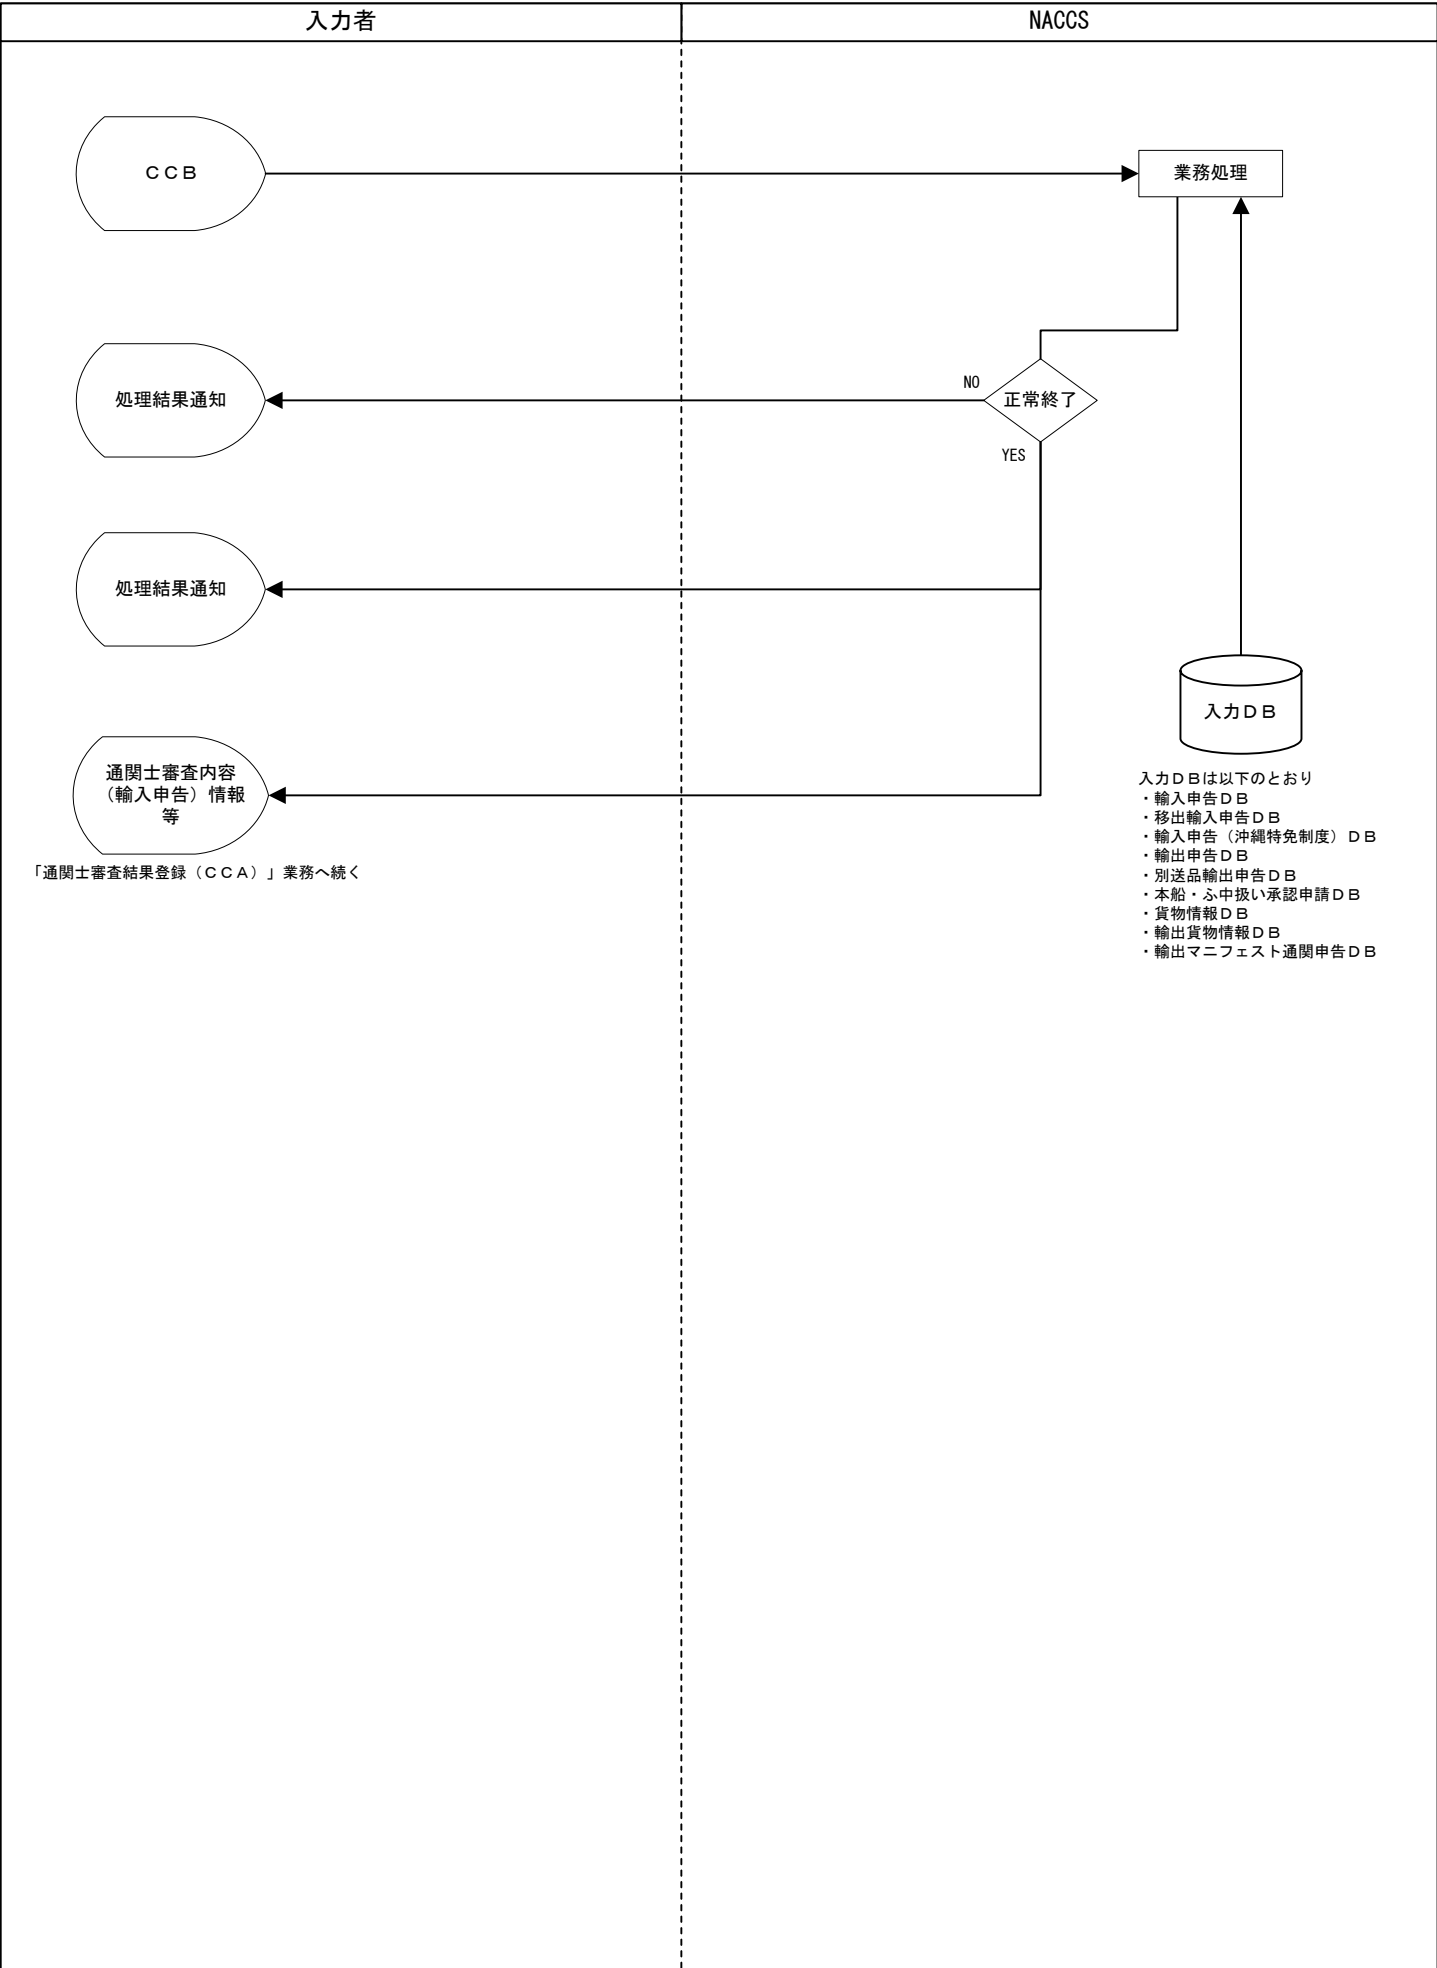 入力者
NACCS
ＣＣＢ
業務処理
処理結果通知
NO
正常終了
YES
処理結果通知
入力ＤＢ
通関士審査内容
（輸入申告）情報
等
「通関士審査結果登録（ＣＣＡ）」業務へ続く
入力ＤＢは以下のとおり
・輸入申告ＤＢ
・移出輸入申告ＤＢ
・輸入申告（沖縄特免制度）ＤＢ
・輸出申告ＤＢ
・別送品輸出申告ＤＢ
・本船・ふ中扱い承認申請ＤＢ
・貨物情報ＤＢ
・輸出貨物情報ＤＢ
・輸出マニフェスト通関申告ＤＢ